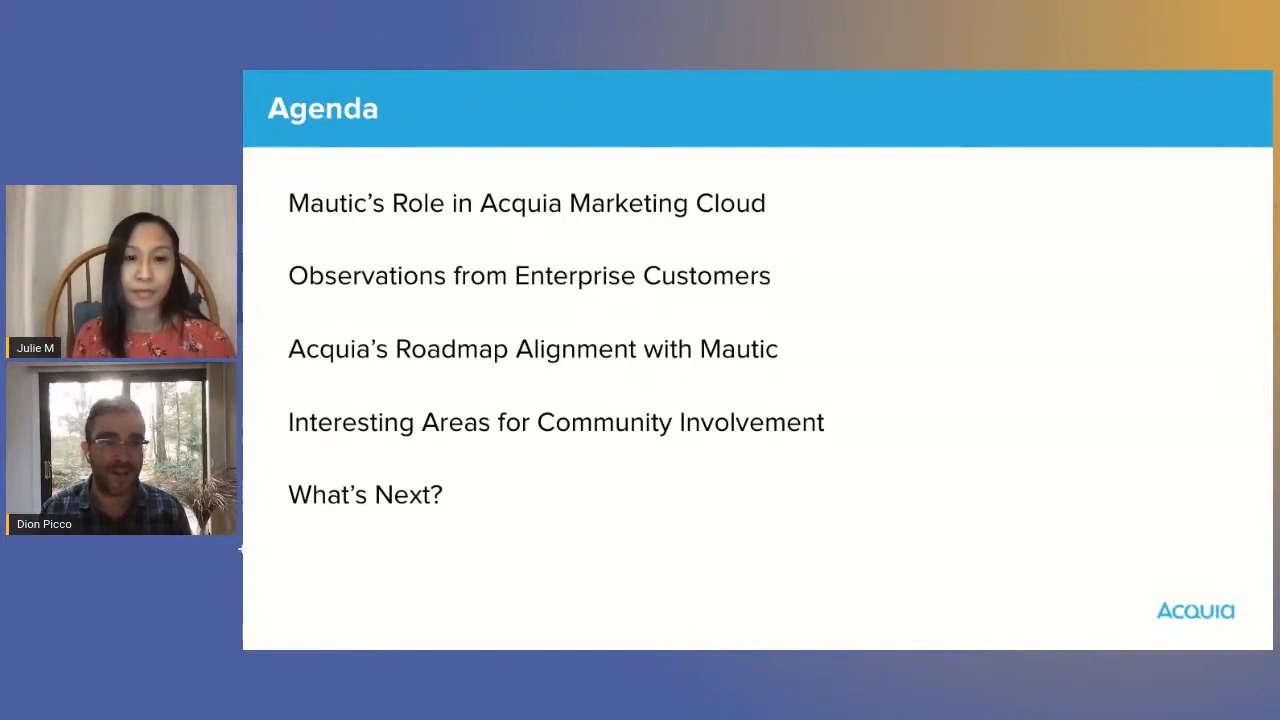 Agenda
Mautic's Role in Acquia Marketing Cloud
Observations from Enterprise Customers
Acquia's Roadmap Alignment with Mautic
Interesting Areas for Community Involvement
What's Next?
Julie M
Dion Picco
Acquia